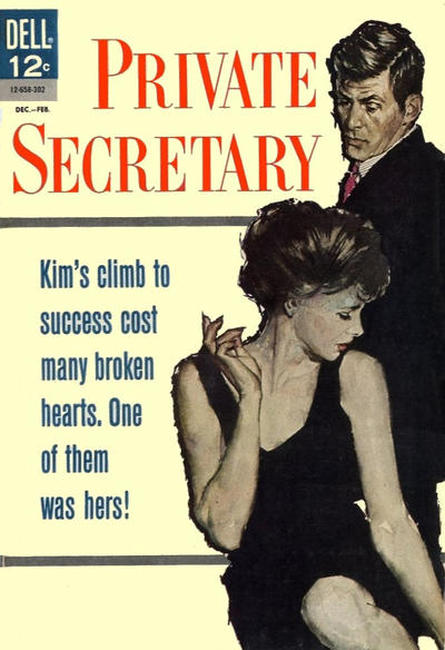 DELL®
12c
12-658-302
DEC.–FEB.
PRIVATE
SECRETARY
Kim's climb to
success cost
many broken
hearts. One
of them
was hers!